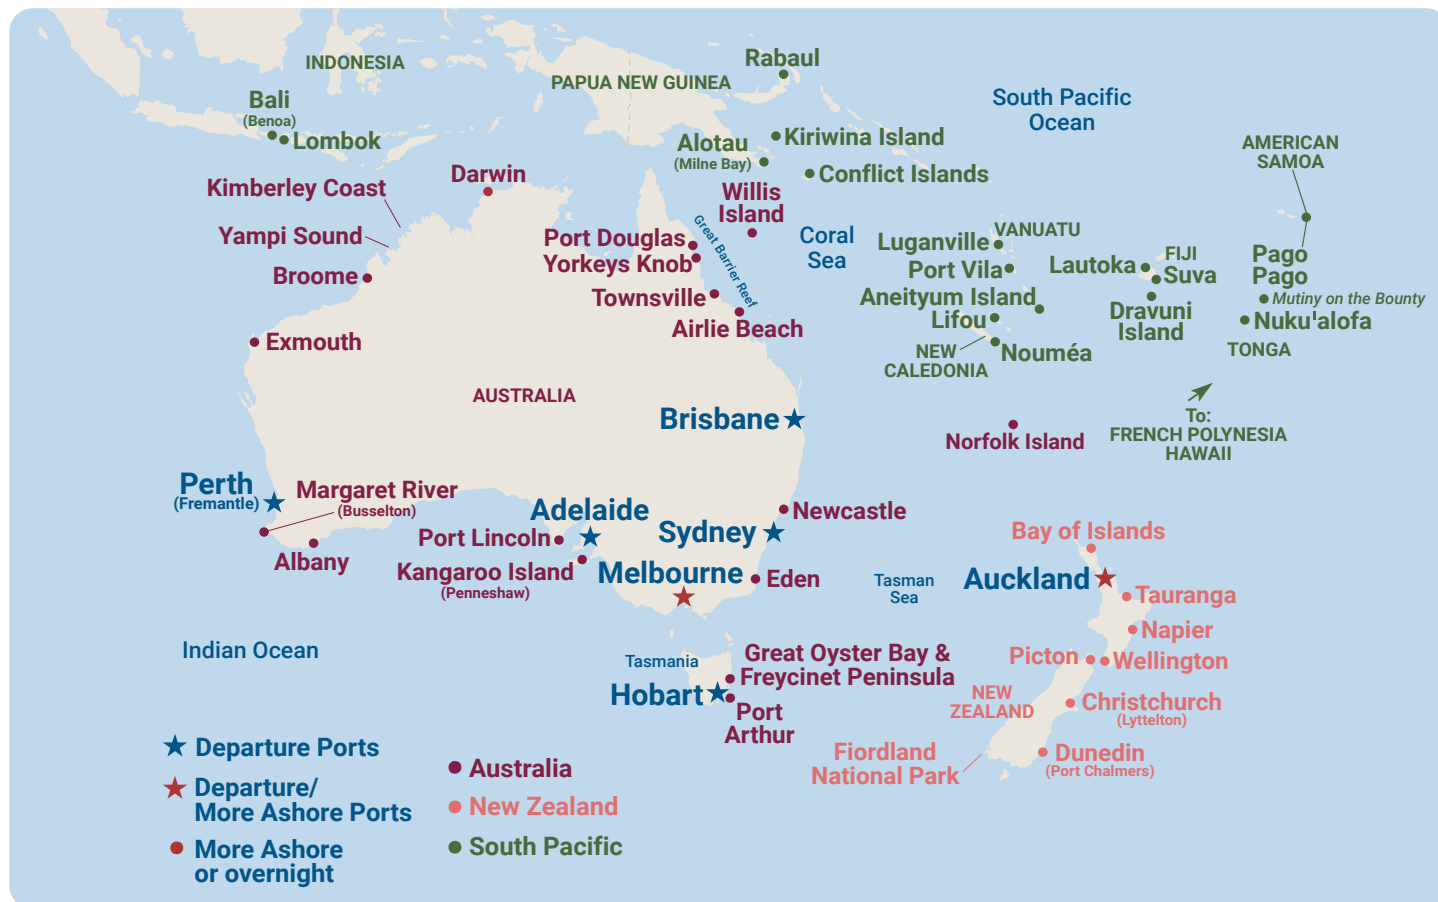 INDONESIA
PAPUA NEW GUINEA
Rabaul
South Pacific
Ocean
Bali
(Benoa)
Lombok
Alotau
(Milne Bay)
Kiriwina Island
Conflict Islands
AMERICAN
SAMOA
Kimberley Coast
Darwin
Willis
Island
Yampi Sound
Broome
Port Douglas
Yorkeys Knob
Great Barrier Reef
Coral
Sea
Luganville
VANUATU
Port Vila
Lautoka
FIJI
Suva
Pago
Pago
Townsville
Airlie Beach
Aneityum Island
Lifou
Dravuni
Island
Mutiny on the Bounty
Nuku'alofa
TONGA
Exmouth
NEW
CALEDONIA
Nouméa
AUSTRALIA
Brisbane
Norfolk Island
To:
FRENCH POLYNESIA
HAWAII
Perth
(Fremantle)
Margaret River
(Busselton)
Albany
Adelaide
Port Lincoln
Kangaroo Island
(Penneshaw)
Sydney
Newcastle
Melbourne
Eden
Tasman
Sea
Bay of Islands
Auckland
Tauranga
Napier
Picton
Wellington
Indian Ocean
Tasmania
Great Oyster Bay &
Freycinet Peninsula
Hobart
Port
Arthur
NEW
ZEALAND
Christchurch
(Lyttelton)
Fiordland
National Park
Dunedin
(Port Chalmers)
Departure Ports
Departure/
More Ashore Ports
More Ashore
or overnight
Australia
New Zealand
South Pacific